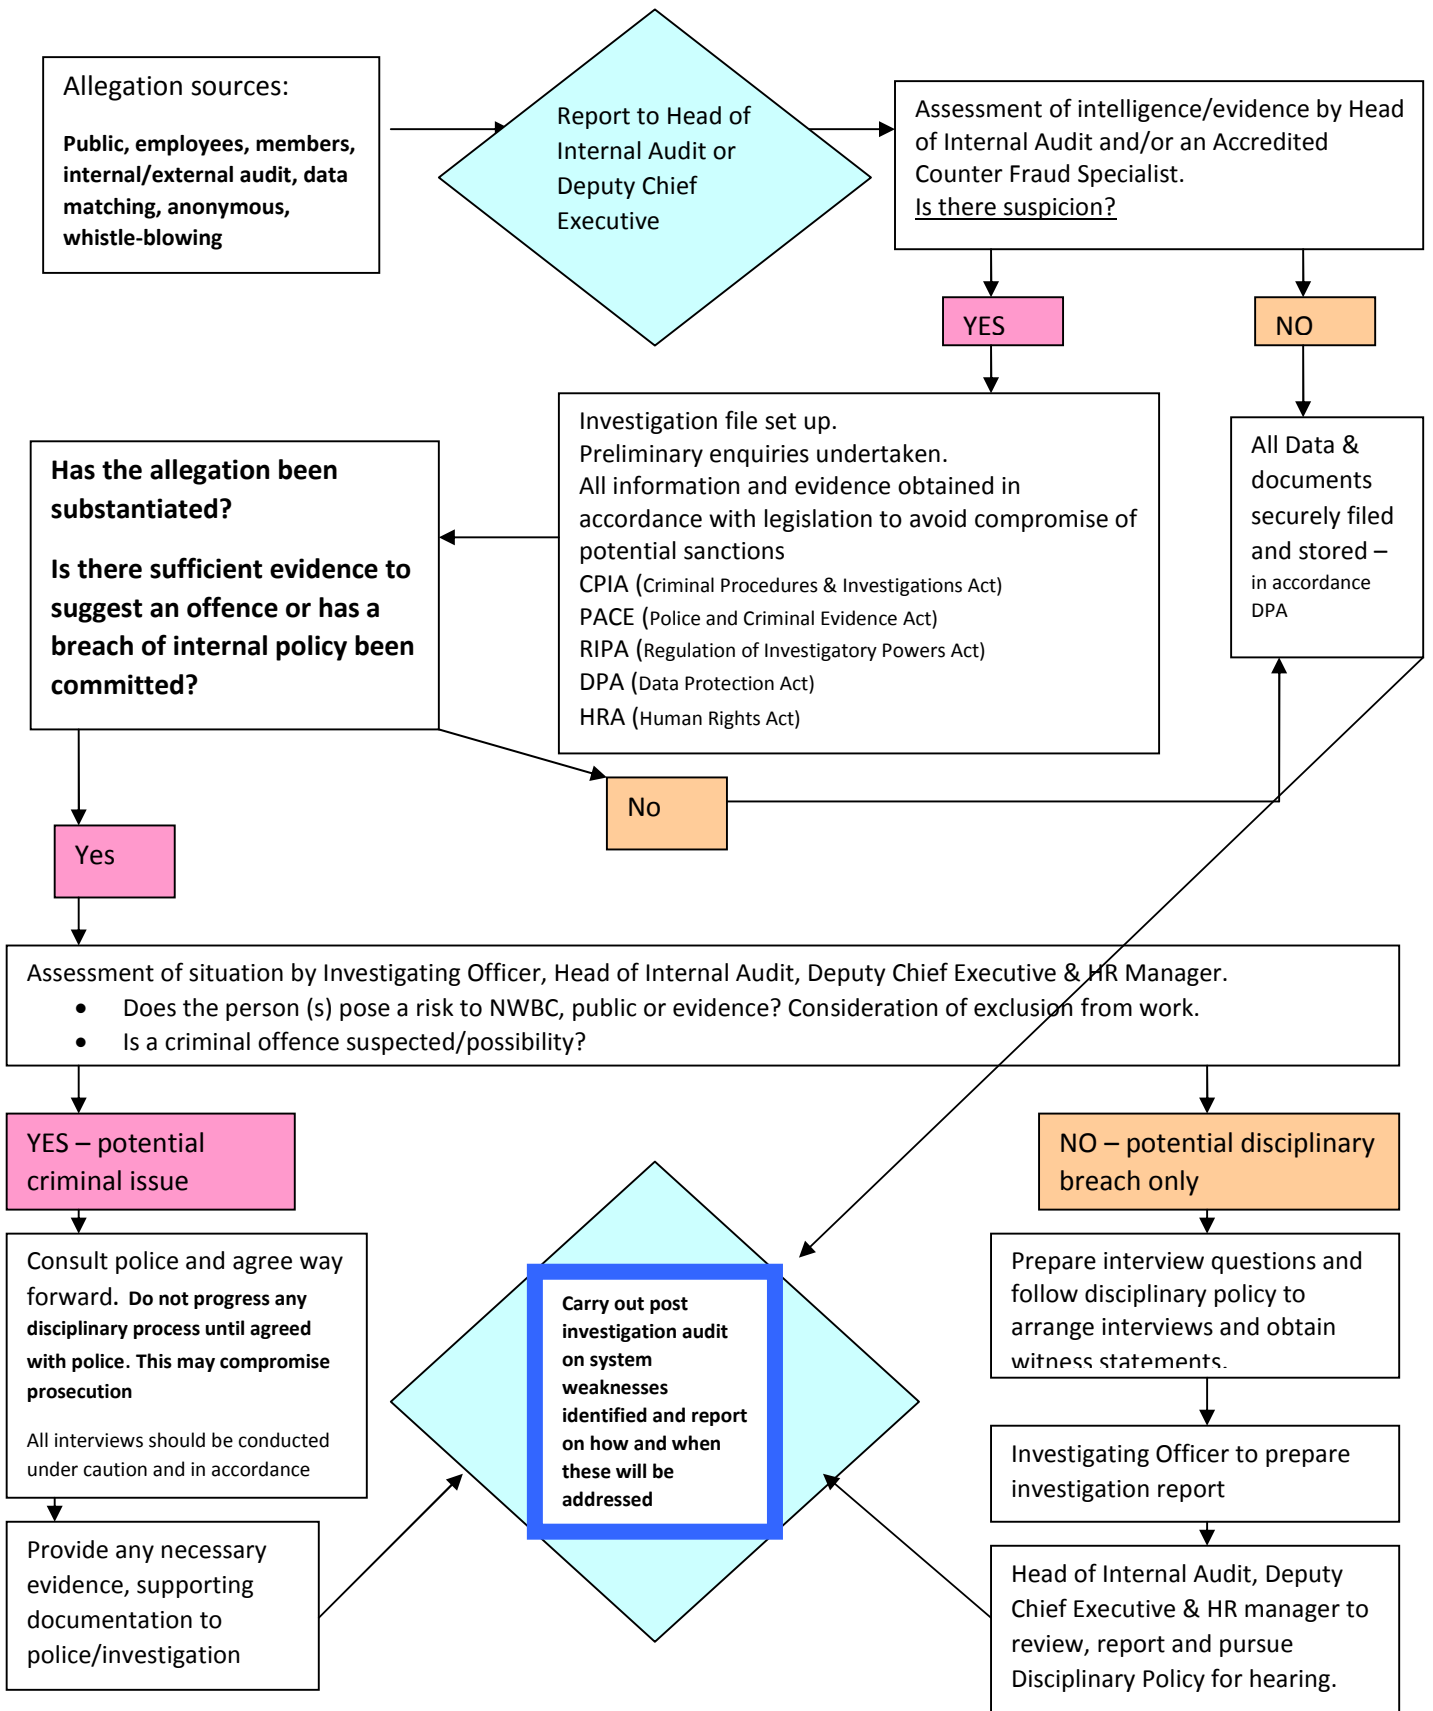 Allegation sources:
Public, employees, members,
internal/external audit, data
matching, anonymous,
whistle-blowing
Report to Head of
Internal Audit or
Deputy Chief
Executive
Assessment of intelligence/evidence by Head
of Internal Audit and/or an Accredited
Counter Fraud Specialist.
Is there suspicion?
YES
NO
Investigation file set up.
Preliminary enquiries undertaken.
All information and evidence obtained in
accordance with legislation to avoid compromise of
potential sanctions
CPIA (Criminal Procedures & Investigations Act)
PACE (Police and Criminal Evidence Act)
RIPA (Regulation of Investigatory Powers Act)
DPA (Data Protection Act)
HRA (Human Rights Act)
All Data &
documents
securely filed
and stored –
in accordance
DPA
Has the allegation been
substantiated?
Is there sufficient evidence to
suggest an offence or has a
breach of internal policy been
committed?
No
Yes
Assessment of situation by Investigating Officer, Head of Internal Audit, Deputy Chief Executive & HR Manager.
• Does the person (s) pose a risk to NWBC, public or evidence? Consideration of exclusion from work.
• Is a criminal offence suspected/possibility?
YES – potential
criminal issue
NO – potential disciplinary
breach only
Consult police and agree way
forward. Do not progress any
disciplinary process until agreed
with police. This may compromise
prosecution
All interviews should be conducted
under caution and in accordance
Provide any necessary
evidence, supporting
documentation to
police/investigation
Carry out post
investigation audit
on system
weaknesses
identified and report
on how and when
these will be
addressed
Prepare interview questions and
follow disciplinary policy to
arrange interviews and obtain
witness statements.
Investigating Officer to prepare
investigation report
Head of Internal Audit, Deputy
Chief Executive & HR manager to
review, report and pursue
Disciplinary Policy for hearing.